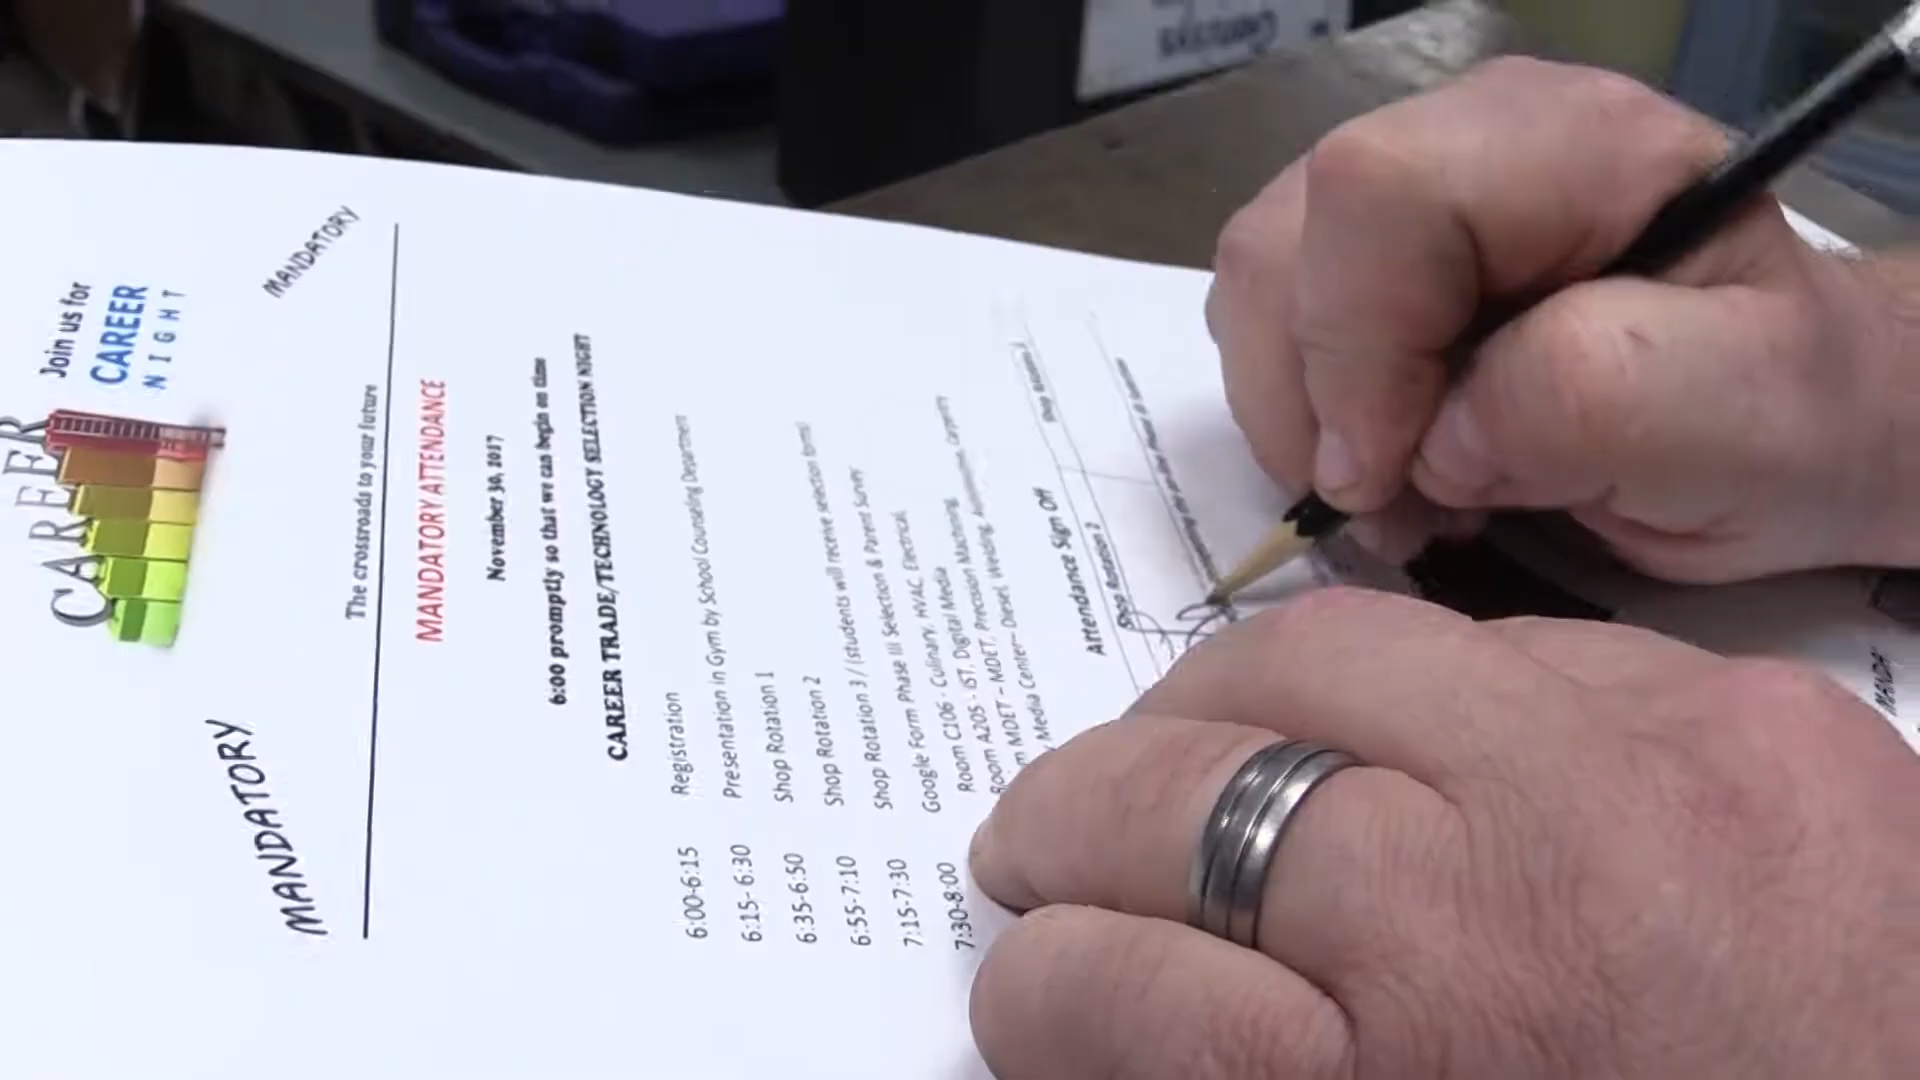 CAREER
Join us for
CAREER
NIGHT
MANDATORY
MANDATORY
The crossroads to your future
MANDATORY ATTENDANCE
November 30, 2017
6:00 promptly so that we can begin on time
CAREER TRADE/TECHNOLOGY SELECTION NIGHT
6:00-6:15 Registration
6:15- 6:30 Presentation in Gym by School Counseling Department
6:35-6:50 Shop Rotation 1
6:55-7:10 Shop Rotation 2
7:15-7:30 Shop Rotation 3 / (students will receive selection form)
7:30-8:00 Google Form Phase III Selection & Parent Survey
Room C106 - Culinary, HVAC, Electrical
Room A205 - IST, Digital Media
MDET – MDET, Precision Machining
Media Center– Diesel, Welding, Automotive, Carpentry
Attendance Sign Off
Shop Rotation 2
Shop Rotation